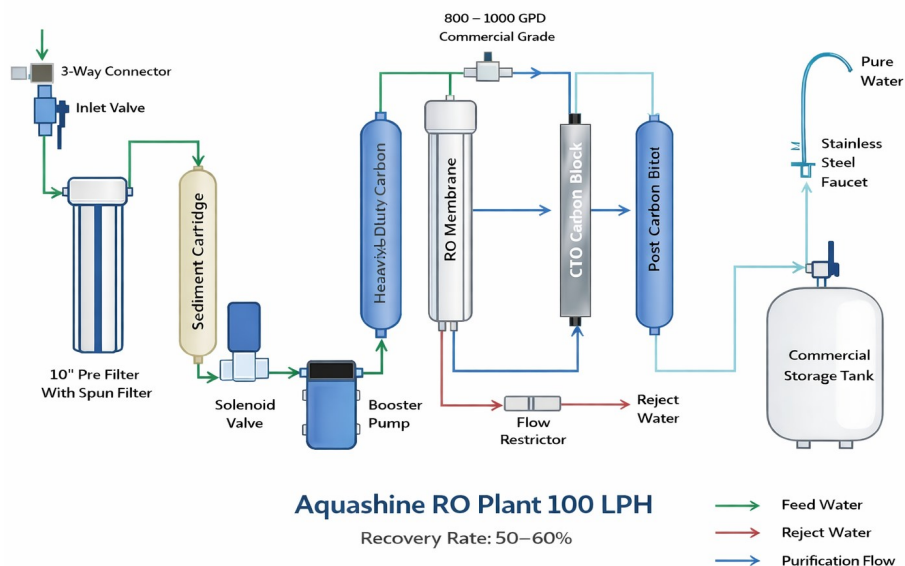 800 – 1000 GPD
Commercial Grade
3-Way Connector
Inlet Valve
Pure
Water
Stainless
Steel
Faucet
Sediment Cartridge
Carbon
RO Membrane
CTO Carbon Block
Post Carbon Bitot
10" Pre Filter
With Spun Filter
Solenoid
Valve
Booster
Pump
Flow
Restrictor
Reject
Water
Commercial
Storage Tank
Aquashine RO Plant 100 LPH
Recovery Rate: 50–60%
Feed Water
Reject Water
Purification Flow